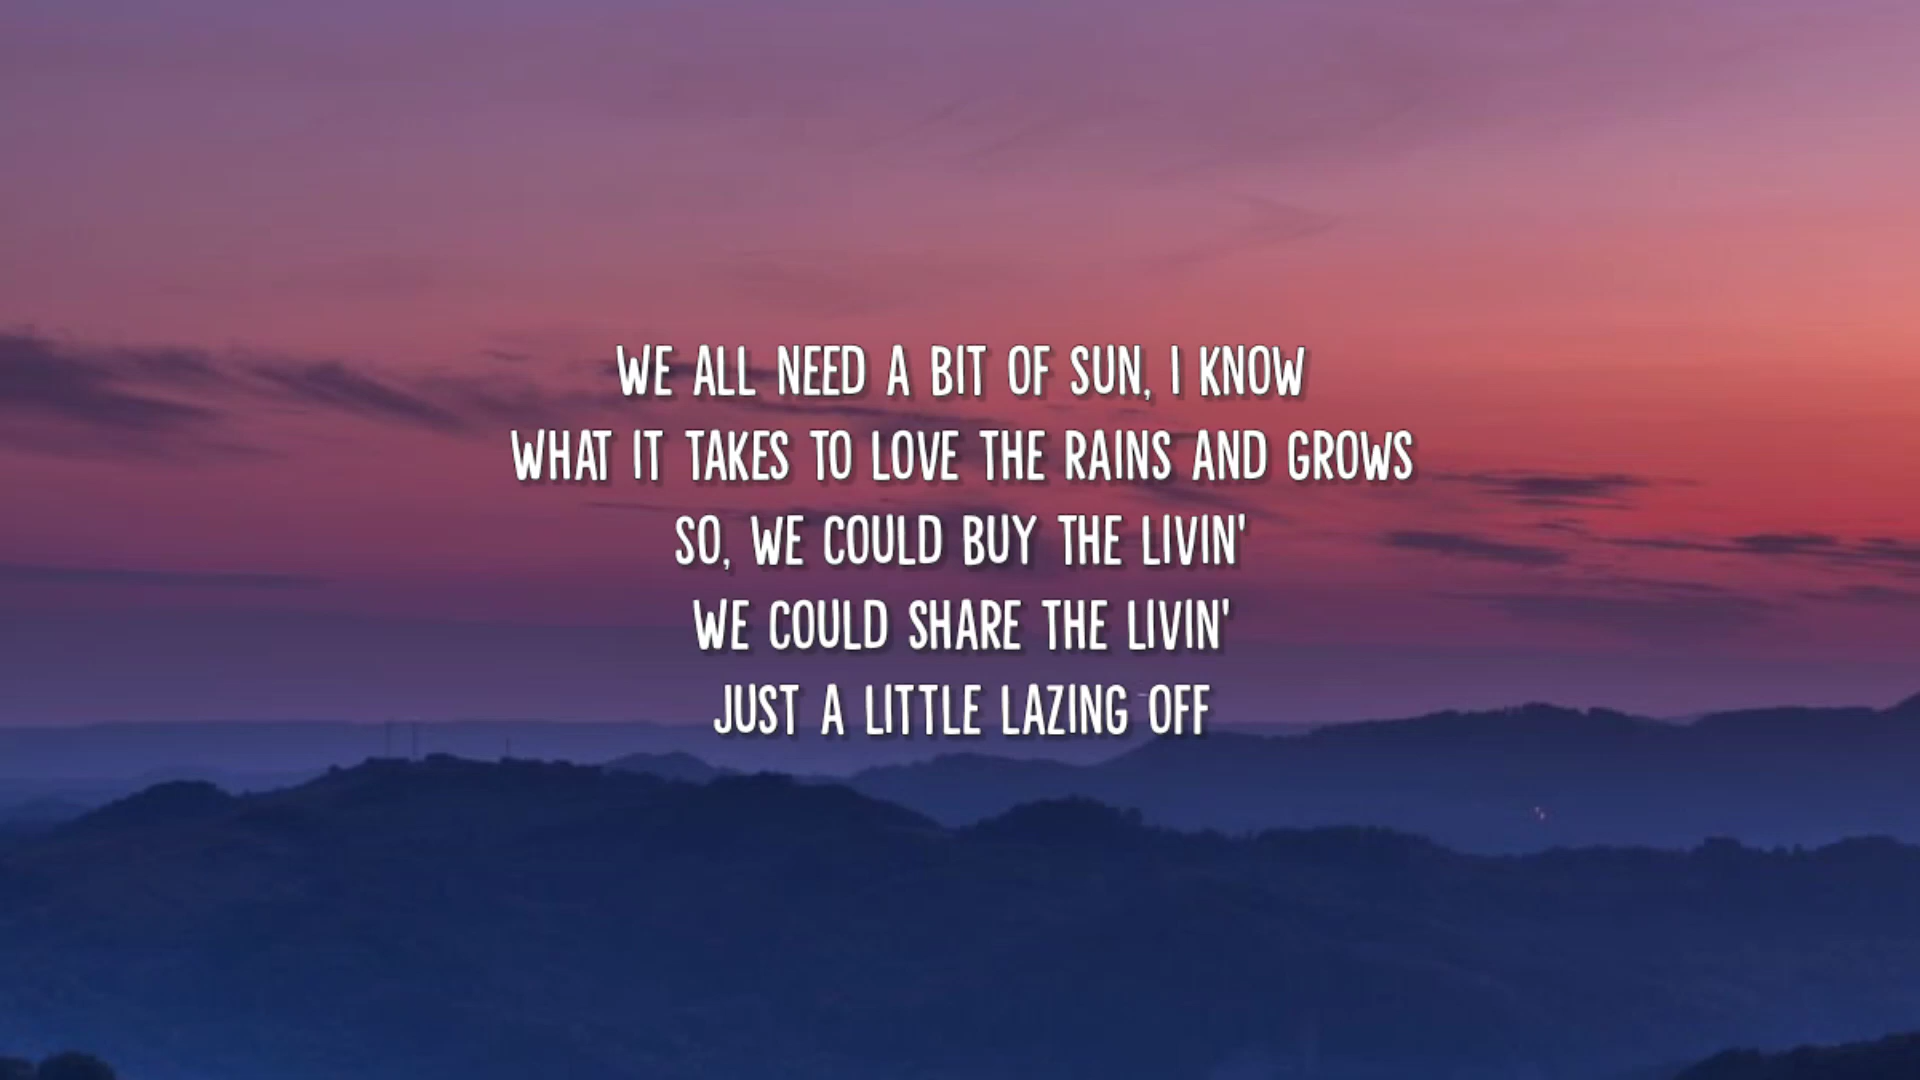 WE ALL NEED A BIT OF SUN, I KNOW
WHAT IT TAKES TO LOVE THE RAINS AND GROWS
SO, WE COULD BUY THE LIVIN'
WE COULD SHARE THE LIVIN'
JUST A LITTLE LAZING OFF